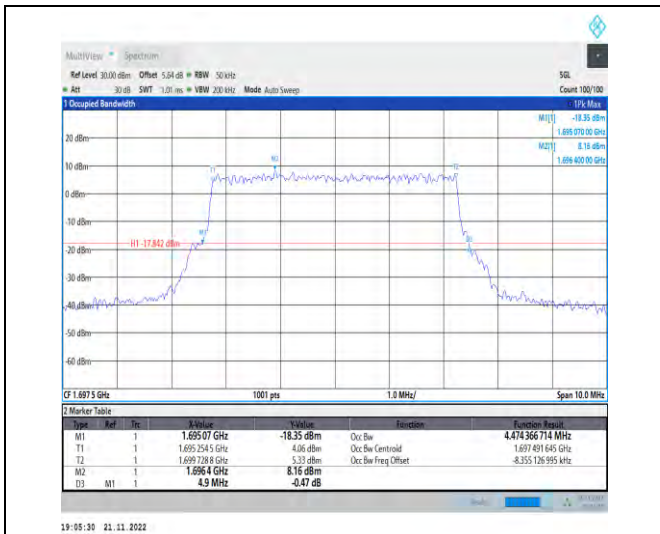 MultiView Spectrum
Ref Level 30.00 dBm Offset 5.64 dB RBW 50 kHz SGL
Att 30 dB SWT 1.01 ms VBW 200 kHz Mode Auto Sweep Count 100/100
1 Occupied Bandwidth 1Pk Max
M1[1] -18.35 dBm
1.695 070 00 GHz
M2[1] 8.16 dBm
1.696 400 00 GHz
20 dBm
M2
T1
T2
10 dBm
0 dBm
-10 dBm
M1
D3
H1 -17.842 dBm
-20 dBm
-30 dBm
-40 dBm
-50 dBm
-60 dBm
CF 1.697 5 GHz 1001 pts 1.0 MHz/ Span 10.0 MHz
2 Marker Table
Type Ref Trc X-Value Y-Value Function Function Result
M1 1 1.695 07 GHz -18.35 dBm Occ Bw 4.474 366 714 MHz
T1 1 1.695 254 5 GHz 4.06 dBm Occ Bw Centroid 1.697 491 645 GHz
T2 1 1.699 728 8 GHz 5.33 dBm Occ Bw Freq Offset -8.355 126 995 kHz
M2 1 1.696 4 GHz 8.16 dBm
D3 M1 1 4.9 MHz -0.47 dB
19:05:30 21.11.2022